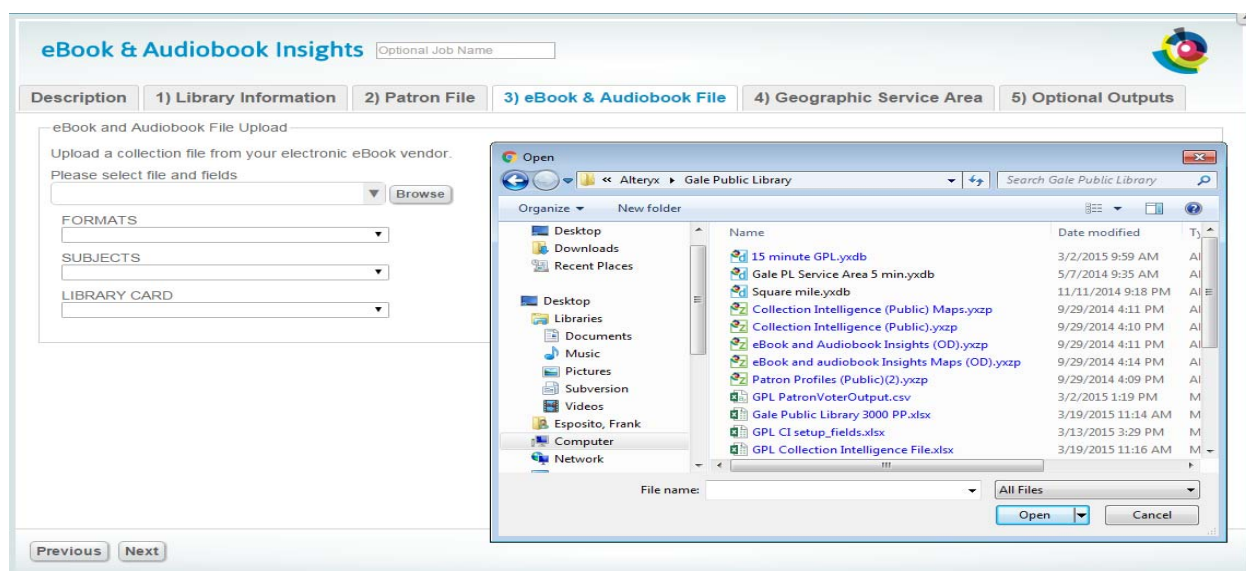 eBook & Audiobook Insights Optional Job Name
Description 1) Library Information 2) Patron File 3) eBook & Audiobook File 4) Geographic Service Area 5) Optional Outputs
eBook and Audiobook File Upload
Upload a collection file from your electronic eBook vendor.
Please select file and fields
Browse
FORMATS
SUBJECTS
LIBRARY CARD
Previous Next
Open
« Alteryx Gale Public Library Search Gale Public Library
Organize New folder
Desktop
Downloads
Recent Places
Desktop
Libraries
Documents
Music
Pictures
Subversion
Videos
Esposito, Frank
Computer
Network
Name Date modified Ty
15 minute GPL.yxdb 3/2/2015 9:59 AM Al
Gale PL Service Area 5 min.yxdb 5/7/2014 9:35 AM Al
Square mile.yxdb 11/11/2014 9:18 PM Al
Collection Intelligence (Public) Maps.yxzp 9/29/2014 4:11 PM Al
Collection Intelligence (Public).yxzp 9/29/2014 4:10 PM Al
eBook and Audiobook Insights (OD).yxzp 9/29/2014 4:11 PM Al
eBook and audiobook Insights Maps (OD).yxzp 9/29/2014 4:14 PM Al
Patron Profiles (Public)(2).yxzp 9/29/2014 4:09 PM Al
GPL PatronVoterOutput.csv 3/2/2015 1:19 PM M
Gale Public Library 3000 PP.xlsx 3/19/2015 11:14 AM M
GPL CI setup_fields.xlsx 3/13/2015 3:29 PM M
GPL Collection Intelligence File.xlsx 3/19/2015 11:16 AM M
File name: All Files
Open Cancel